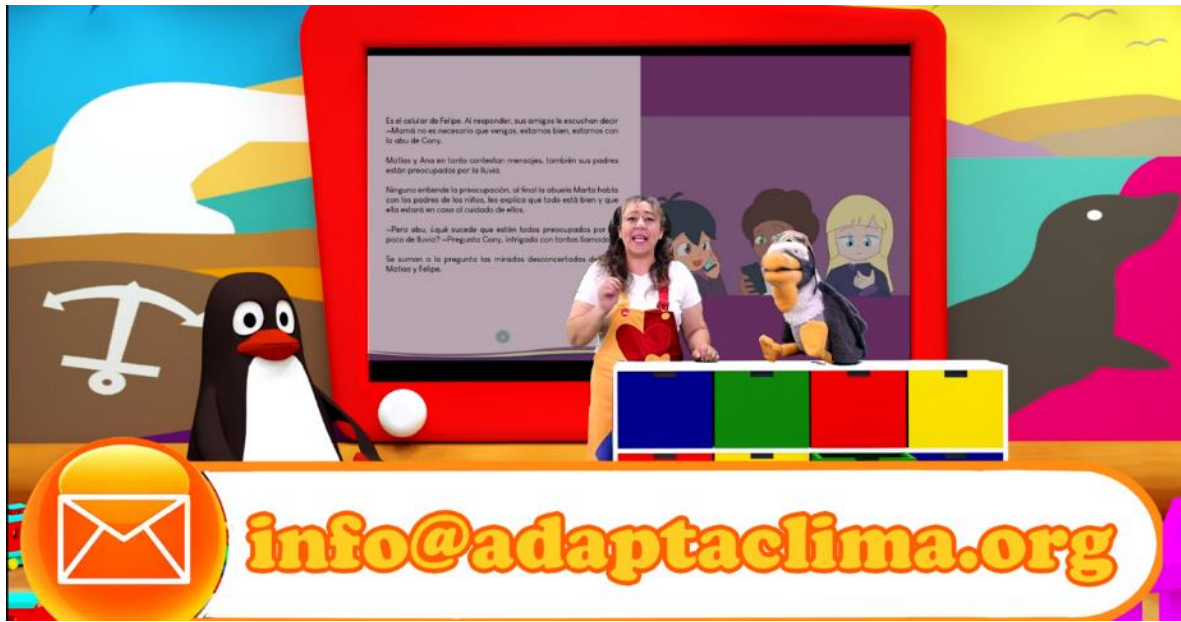 Es el celular de Felipe. Al responder, sus amigos le escuchan decir
—Mamá no es necesario que vengas, estamos bien, estamos con
la abu de Cony.
Matías y Ana en tanto contestan mensajes, también sus padres
están preocupados por la lluvia.
Ninguno entiende la preocupación, al final la abuela Marta habla
con los padres de los niños, les explica que todo está bien y que
ella estará en casa al cuidado de ellos.
—Pero abu, ¿qué sucede que están todos preocupados por
poco de lluvia? —Pregunta Cony, intrigada con tantas
Se suman a la pregunta las miradas desconcertadas
Matías y Felipe.
info@adaptaclima.org